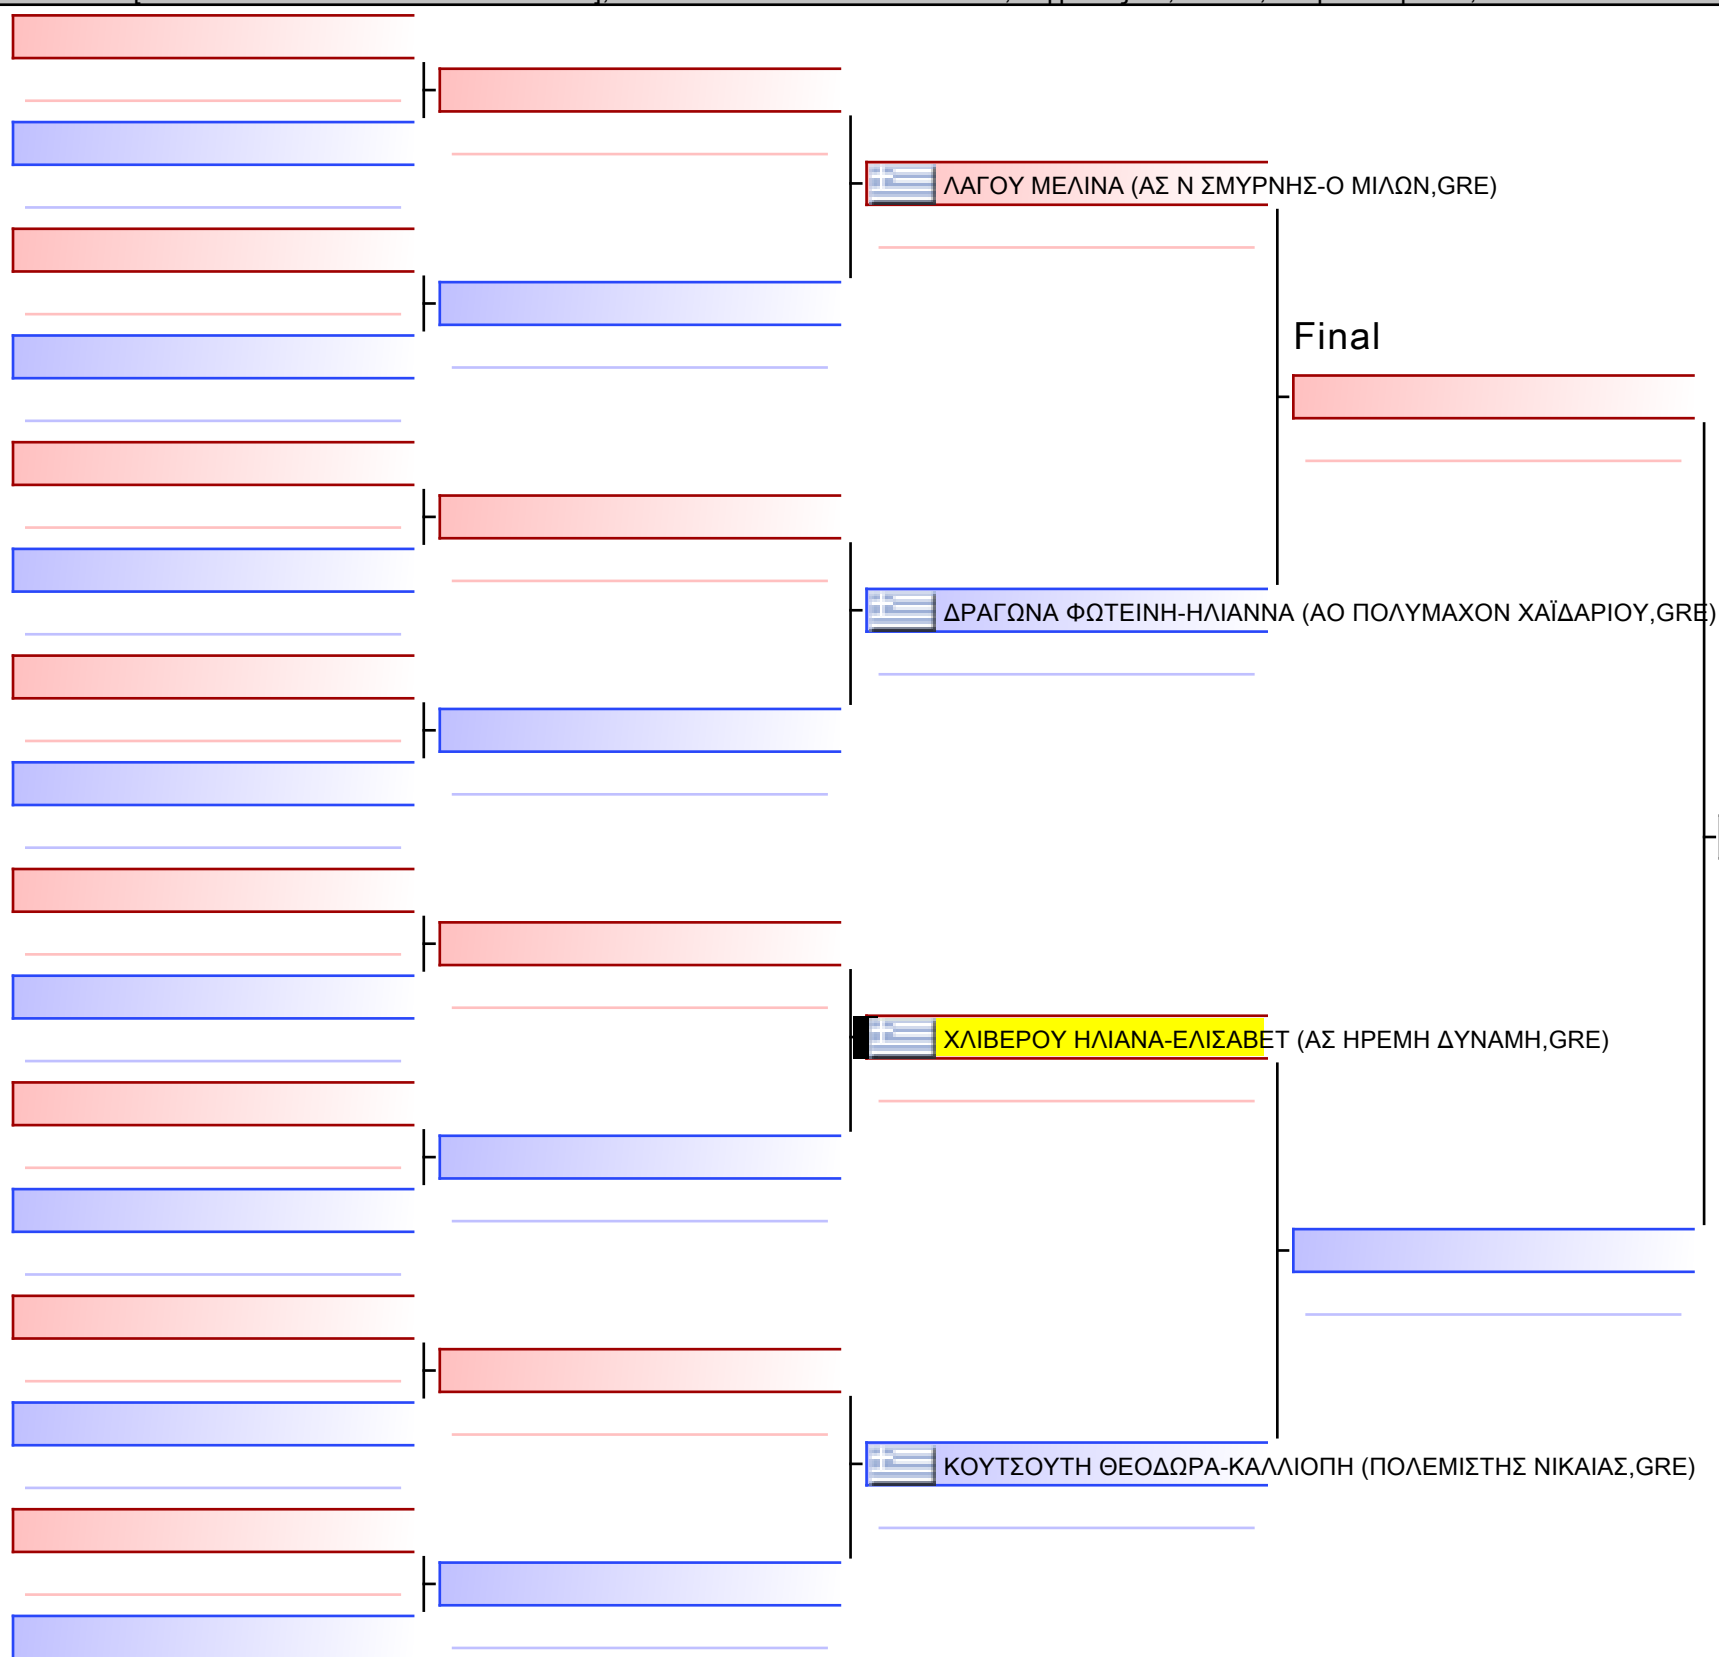 ΛΑΓΟΥ ΜΕΛΙΝΑ (ΑΣ Ν ΣΜΥΡΝΗΣ-Ο ΜΙΛΩΝ,GRE)
Final
ΔΡΑΓΩΝΑ ΦΩΤΕΙΝΗ-ΗΛΙΑΝΝΑ (ΑΟ ΠΟΛΥΜΑΧΟΝ ΧΑΪΔΑΡΙΟΥ,GRE)
ΧΛΙΒΕΡΟΥ ΗΛΙΑΝΑ-ΕΛΙΣΑΒΕΤ (ΑΣ ΗΡΕΜΗ ΔΥΝΑΜΗ,GRE)
ΚΟΥΤΣΟΥΤΗ ΘΕΟΔΩΡΑ-ΚΑΛΛΙΟΠΗ (ΠΟΛΕΜΙΣΤΗΣ ΝΙΚΑΙΑΣ,GRE)